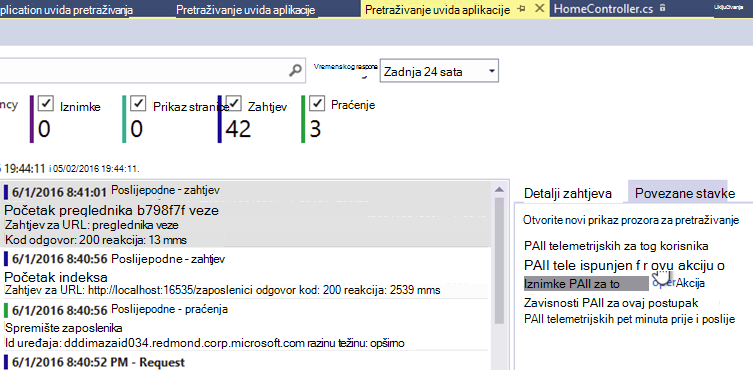 plication uvida pretraživanja Pretraživanje uvida aplikacije Pretraživanje uvida aplikacije HomeController.cs Uključivanje
Vremenskog raspona Zadnja 24 sata
ncy Iznimke Prikaz stranice Zahtjev Praćenje
0 0 42 3
19:44:11 i 05/02/2016 19:44:11.
6/1/2016 8:41:01 Poslijepodne - zahtjev
Početak preglednika b798f7f veze
Zahtjev za URL: preglednika veze
Kod odgovor: 200 reakcija: 13 mms
6/1/2016 8:40:56 Poslijepodne - zahtjev
Početak indeksa
Zahtjev za URL: http://localhost:16535/zaposlenici odgovor kod: 200 reakcija: 2539 mms
6/1/2016 8:40:56 Poslijepodne - praćenja
Spremište zaposlenika
Id uređaja: dddimazaid034.redmond.corp.microsoft.com razinu težinu: opširno
6/1/2016 8:40:52 PM - Request
Detalji zahtjeva Povezane stavke
Otvorite novi prikaz prozora za pretraživanje
PAII telemetrijskih za tog korisnika
PAII tele ispunjen f r ovu akciju o
Iznimke PAII za to oper Akcija
Zavisnosti PAII za ovaj postupak
PAII telemetrijskih pet minuta prije i poslije